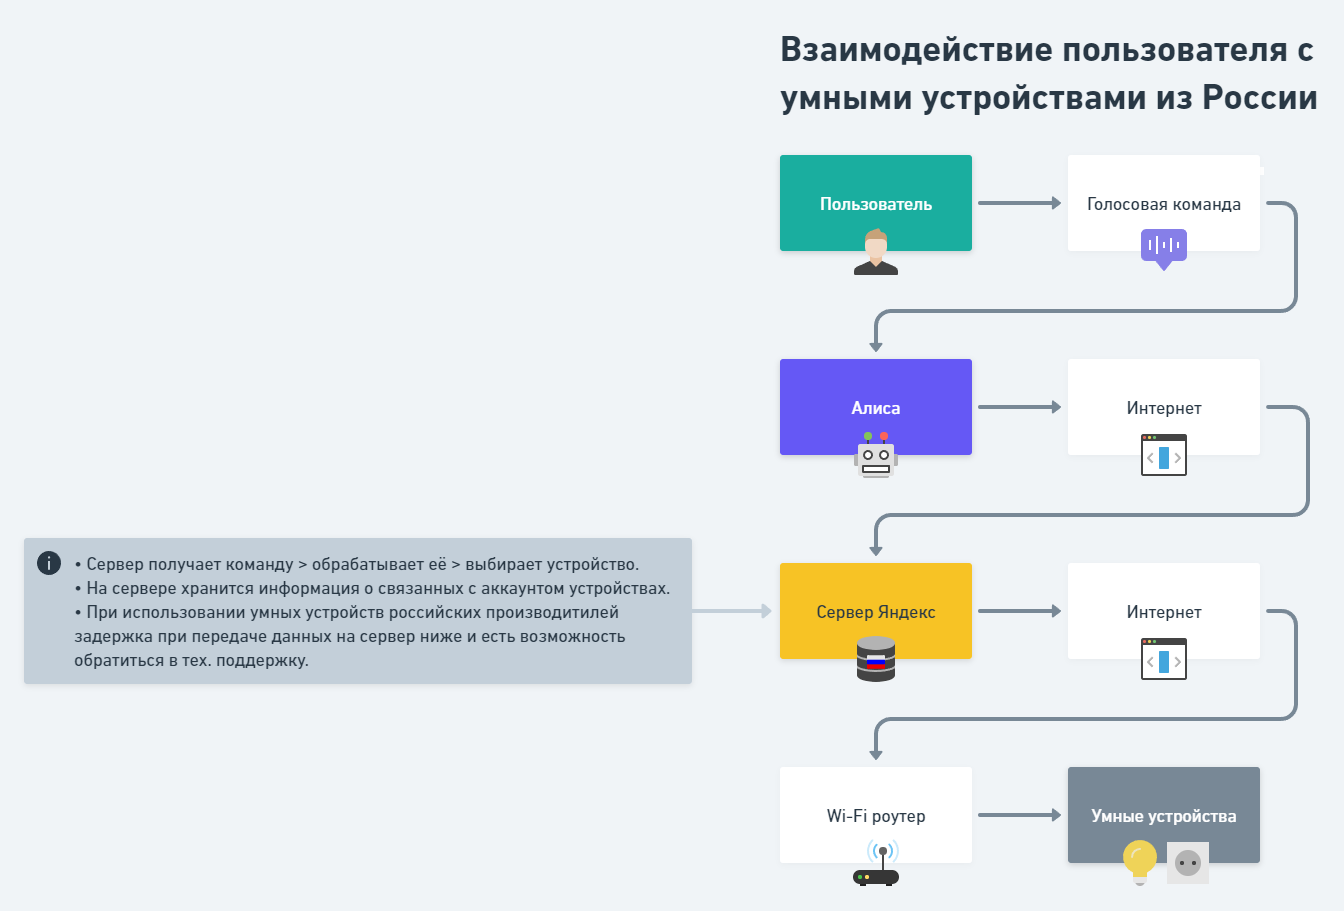 Взаимодействие пользователя с
умными устройствами из России
Пользователь
Голосовая команда
Алиса
Интернет
• Сервер получает команду > обрабатывает её > выбирает устройство.
• На сервере хранится информация о связанных с аккаунтом устройствах.
• При использовании умных устройств российских производитилей
задержка при передаче данных на сервер ниже и есть возможность
обратиться в тех. поддержку.
Сервер Яндекс
Интернет
Wi-Fi роутер
Умные устройства